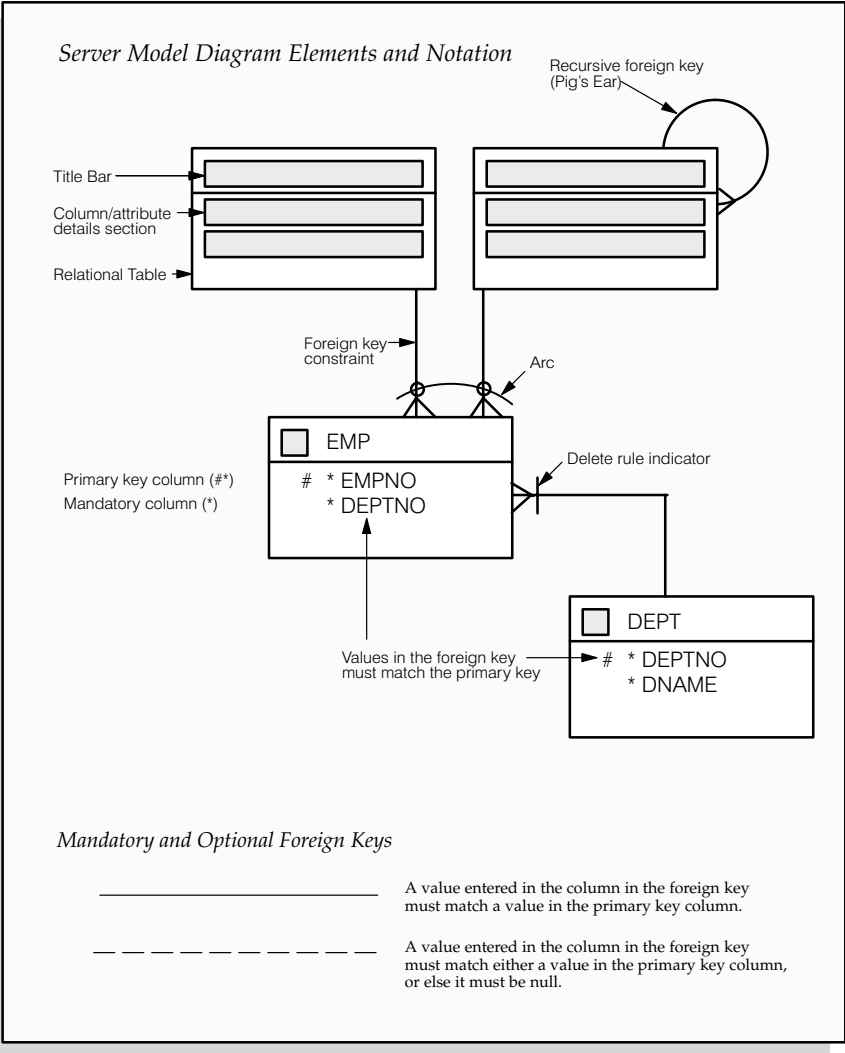 Server Model Diagram Elements and Notation
Recursive foreign key
(Pig's Ear)
Title Bar
Column/attribute
details section
Relational Table
Foreign key
constraint
Arc
EMP
Delete rule indicator
Primary key column (#*)
# * EMPNO
Mandatory column (*)
* DEPTNO
DEPT
Values in the foreign key
must match the primary key
# * DEPTNO
* DNAME
Mandatory and Optional Foreign Keys
A value entered in the column in the foreign key
must match a value in the primary key column.
A value entered in the column in the foreign key
must match either a value in the primary key column,
or else it must be null.